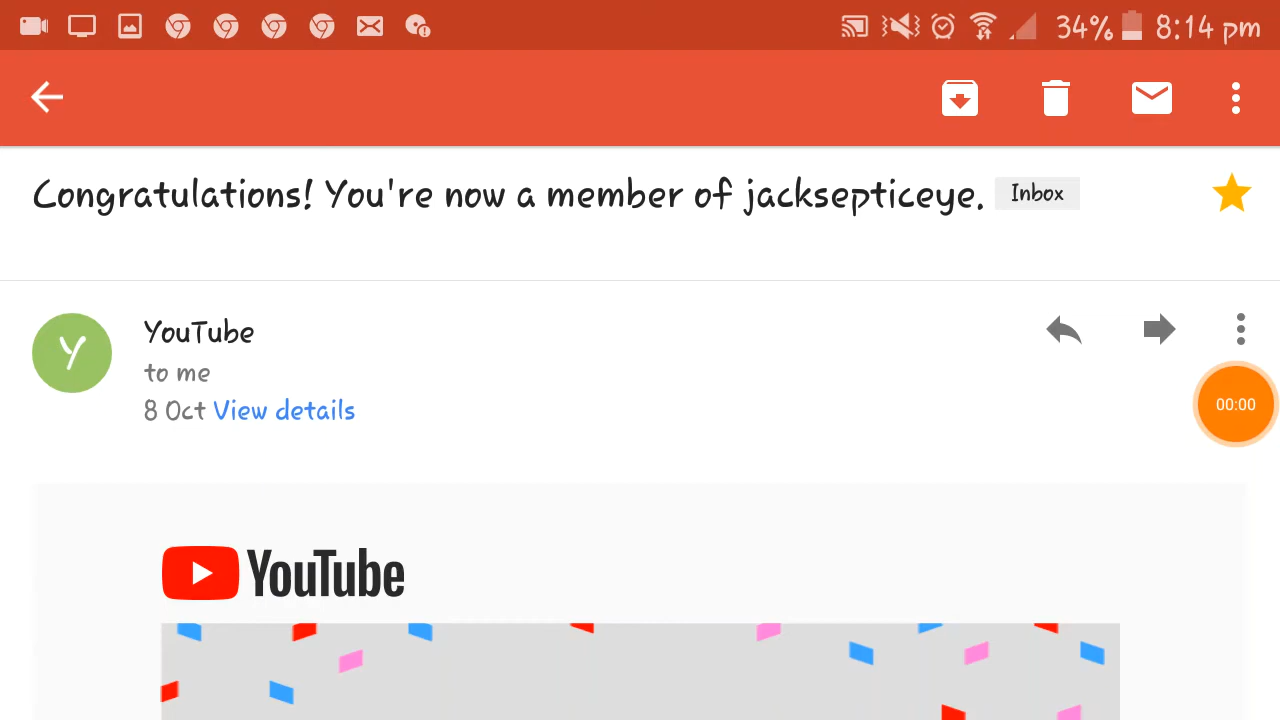 34% 8:14 pm
Congratulations! You're now a member of jacksepticeye. Inbox
Y
YouTube
to me
8 Oct View details
00:00
YouTube